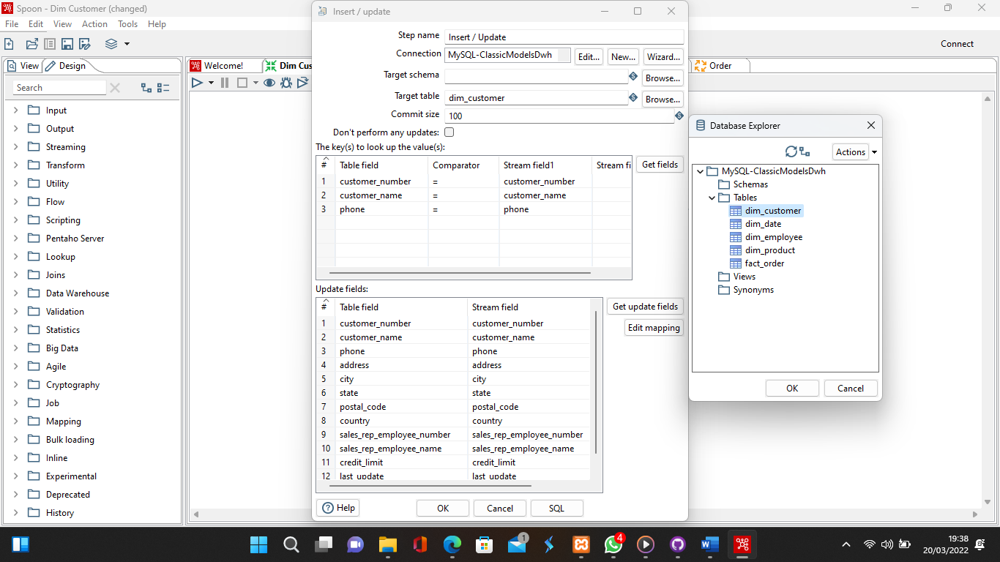 Spoon - Dim Customer (changed)
File Edit View Action Tools Help
Connect
View Design
Search
Input
Output
Streaming
Transform
Utility
Flow
Scripting
Pentaho Server
Lookup
Joins
Data Warehouse
Validation
Statistics
Big Data
Agile
Cryptography
Job
Mapping
Bulk loading
Inline
Experimental
Deprecated
History
Welcome! Dim Cus
Order
Insert / update
Step name Insert / Update
Connection MySQL-ClassicModelsDwh Edit... New... Wizard...
Target schema Browse...
Target table dim_customer Browse...
Commit size 100
Don't perform any updates:
The key(s) to look up the value(s):
# Table field Comparator Stream field1 Stream fi
Get fields
1 customer_number = customer_number
2 customer_name = customer_name
3 phone = phone
Update fields:
# Table field Stream field
Get update fields
Edit mapping
1 customer_number customer_number
2 customer_name customer_name
3 phone phone
4 address address
5 city city
6 state state
7 postal_code postal_code
8 country country
9 sales_rep_employee_number sales_rep_employee_number
10 sales_rep_employee_name sales_rep_employee_name
11 credit_limit credit_limit
12 last_update last_update
Help OK Cancel SQL
Database Explorer
Actions
MySQL-ClassicModelsDwh
Schemas
Tables
dim_customer
dim_date
dim_employee
dim_product
fact_order
Views
Synonyms
OK Cancel
1
4
19:38
20/03/2022